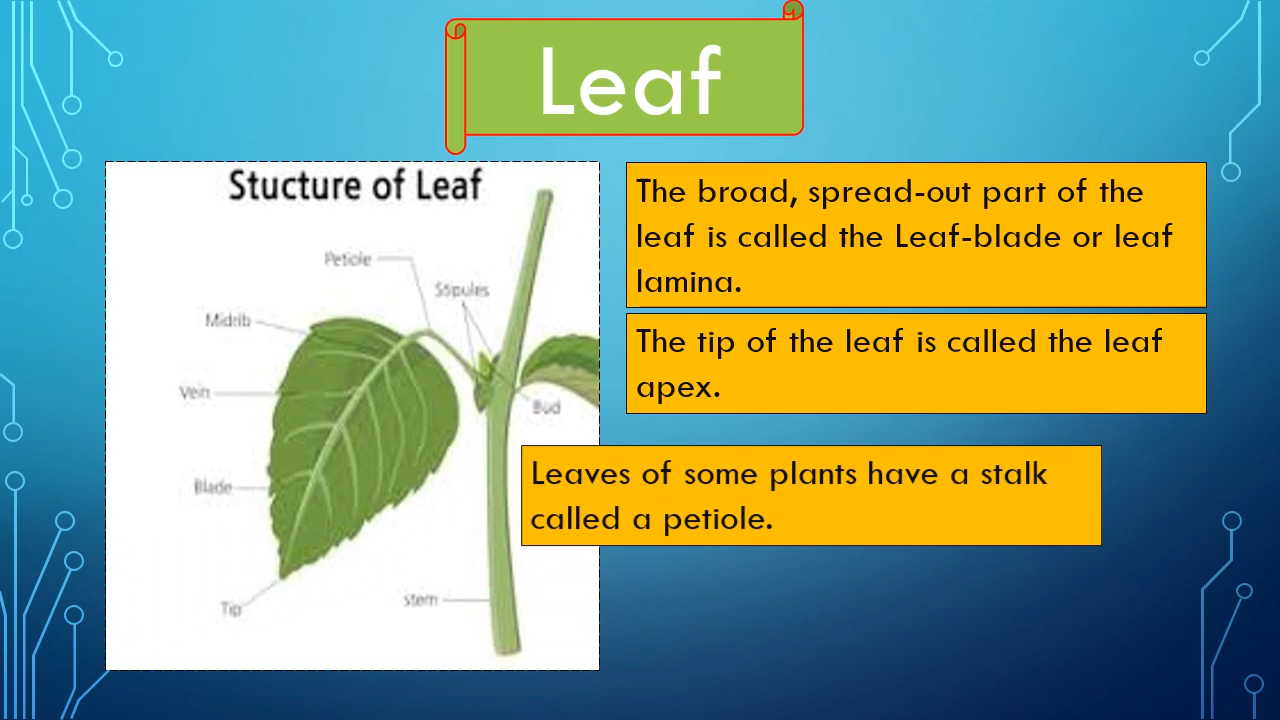 Leaf
Stucture of Leaf
Petiole
Stipules
Midrib
Vein
Bud
Blade
Tip
stem
The broad, spread-out part of the
leaf is called the Leaf-blade or leaf
lamina.
The tip of the leaf is called the leaf
apex.
Leaves of some plants have a stalk
called a petiole.